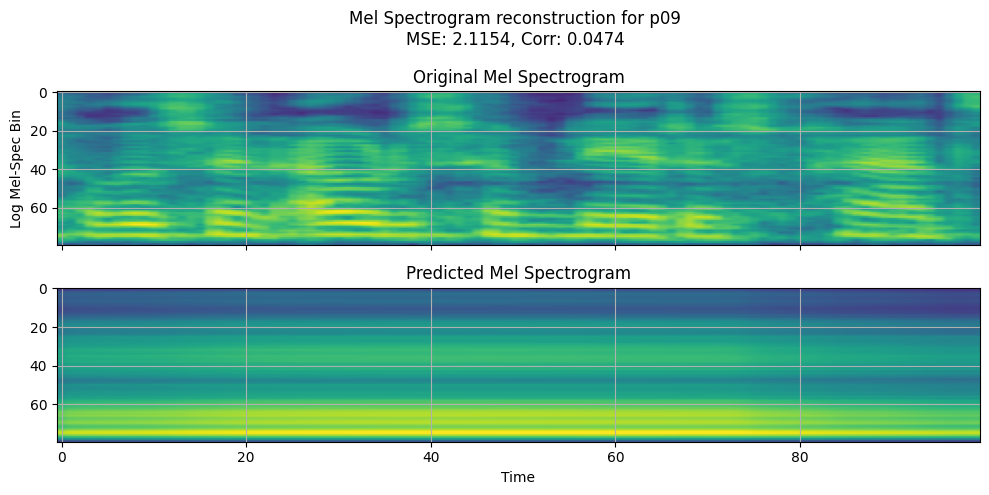 Mel Spectrogram reconstruction for p09
MSE: 2.1154, Corr: 0.0474
Original Mel Spectrogram
Log Mel-Spec Bin
0
20
40
60
Predicted Mel Spectrogram
0
20
40
60
0 20 40 60 80
Time